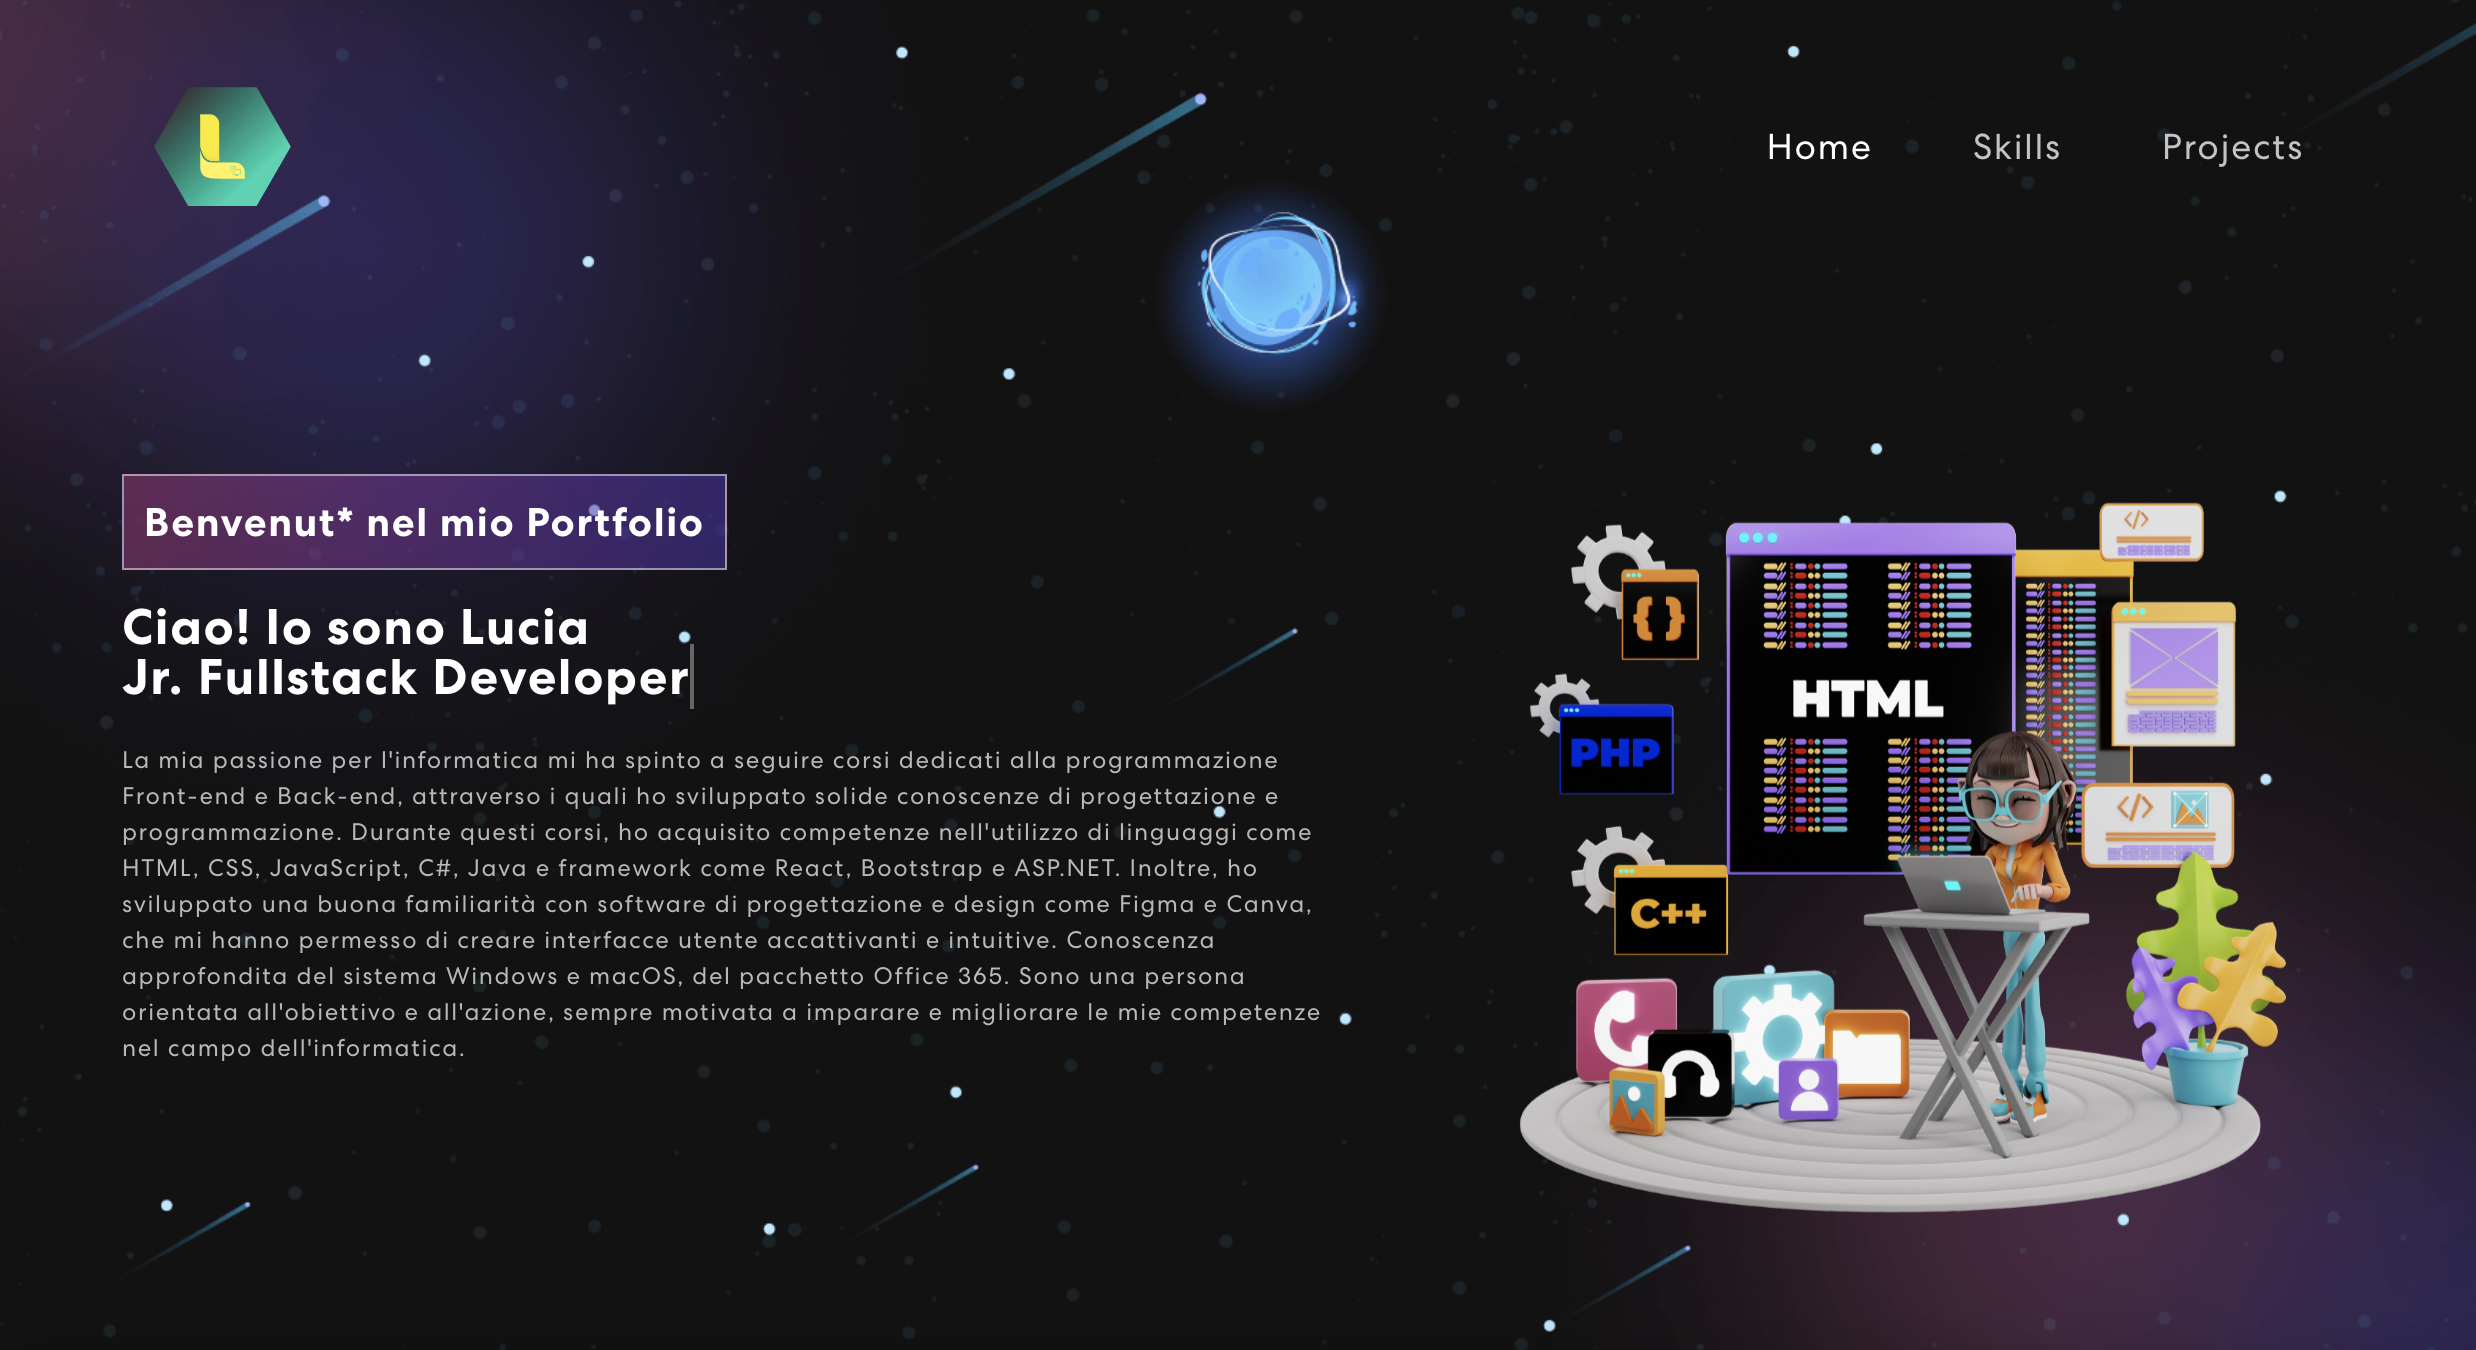 L
Home Skills Projects
Benvenut* nel mio Portfolio
Ciao! Io sono Lucia
Jr. Fullstack Developer
La mia passione per l'informatica mi ha spinto a seguire corsi dedicati alla programmazione
Front-end e Back-end, attraverso i quali ho sviluppato solide conoscenze di progettazione e
programmazione. Durante questi corsi, ho acquisito competenze nell'utilizzo di linguaggi come
HTML, CSS, JavaScript, C#, Java e framework come React, Bootstrap e ASP.NET. Inoltre, ho
sviluppato una buona familiarità con software di progettazione e design come Figma e Canva,
che mi hanno permesso di creare interfacce utente accattivanti e intuitive. Conoscenza
approfondita del sistema Windows e macOS, del pacchetto Office 365. Sono una persona
orientata all'obiettivo e all'azione, sempre motivata a imparare e migliorare le mie competenze
nel campo dell'informatica.
</>
{}
HTML
PHP
</>
C++